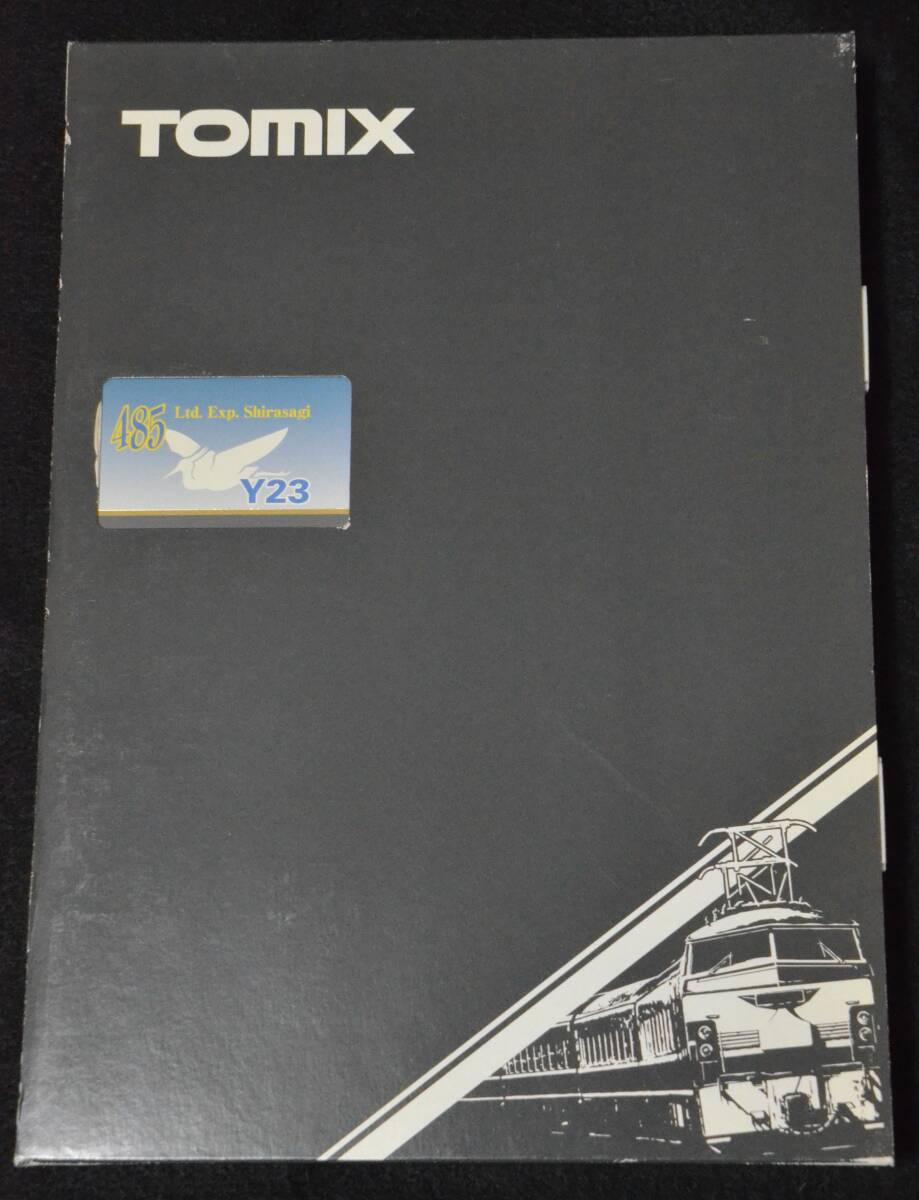 TOMIX
485 Ltd. Exp. Shirasagi
Y23